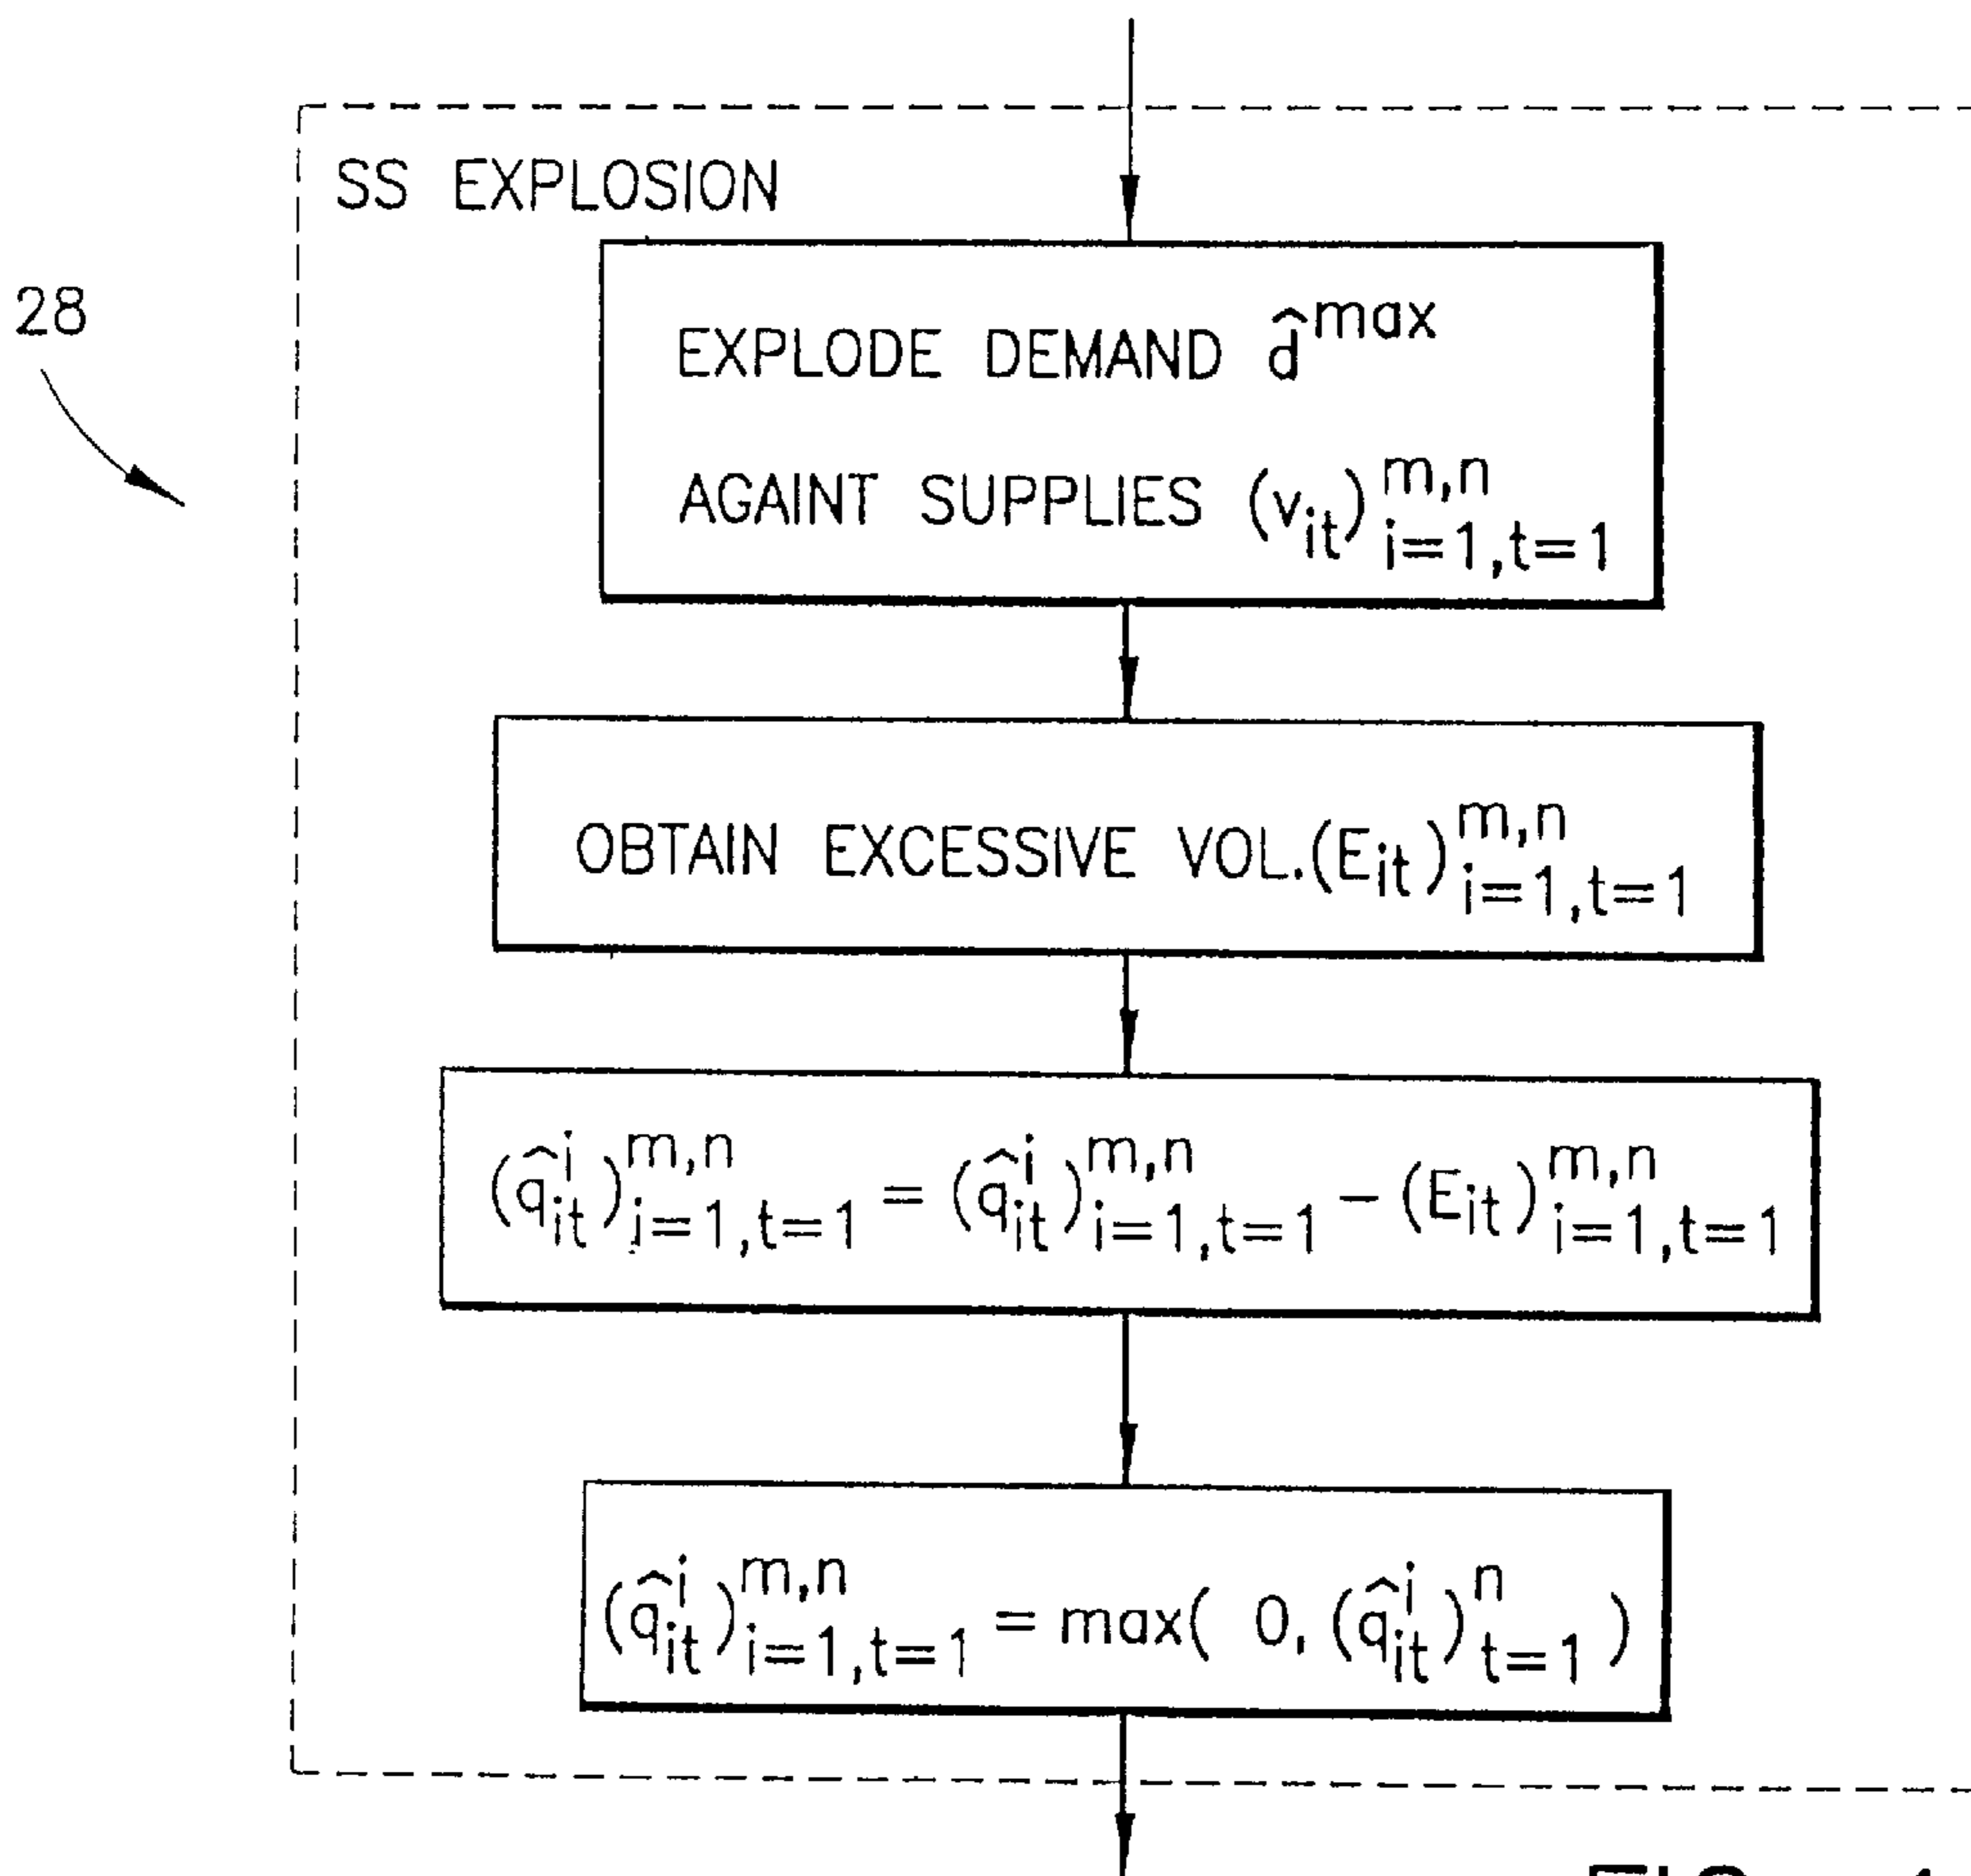 SS EXPLOSION
28
EXPLODE DEMAND d̂^max
AGAINT SUPPLIES (v_it)^m,n_i=1,t=1
OBTAIN EXCESSIVE VOL.(E_it)^m,n_i=1,t=1
(q̂^i_it)^m,n_i=1,t=1 = (q̂^i_it)^m,n_i=1,t=1 − (E_it)^m,n_i=1,t=1
(q̂^i_it)^m,n_i=1,t=1 = max( 0, (q̂^i_it)^n_t=1 )